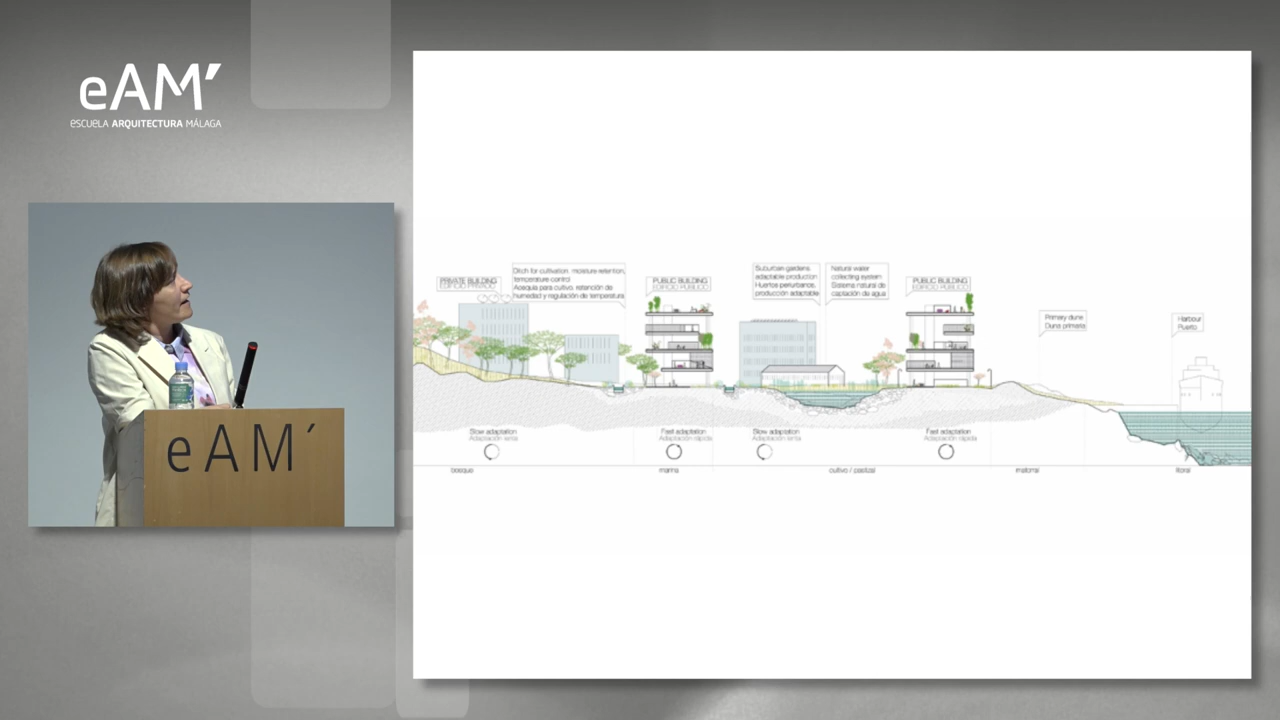 eAM´
ESCUELA ARQUITECTURA MÁLAGA
eAM´
PRIVATE BUILDING
EDIFICIO PRIVADO
Ditch for cultivation. moisture retention,
temperature control
Acequia para cultivo. retención de
humedad y regulación de temperatura
PUBLIC BUILDING
EDIFICIO PÚBLICO
Suburban gardens.
adaptable production
Huertos periurbanos,
producción adaptable
Natural water
collecting system
Sistema natural de
captación de agua
PUBLIC BUILDING
EDIFICIO PÚBLICO
Primary dune
Duna primaria
Harbour
Puerto
Slow adaptation
Adaptación lenta
Fast adaptation
Adaptación rápida
Slow adaptation
Adaptación lenta
Fast adaptation
Adaptación rápida
bosque
cultivo / pastizal
matorral
litoral